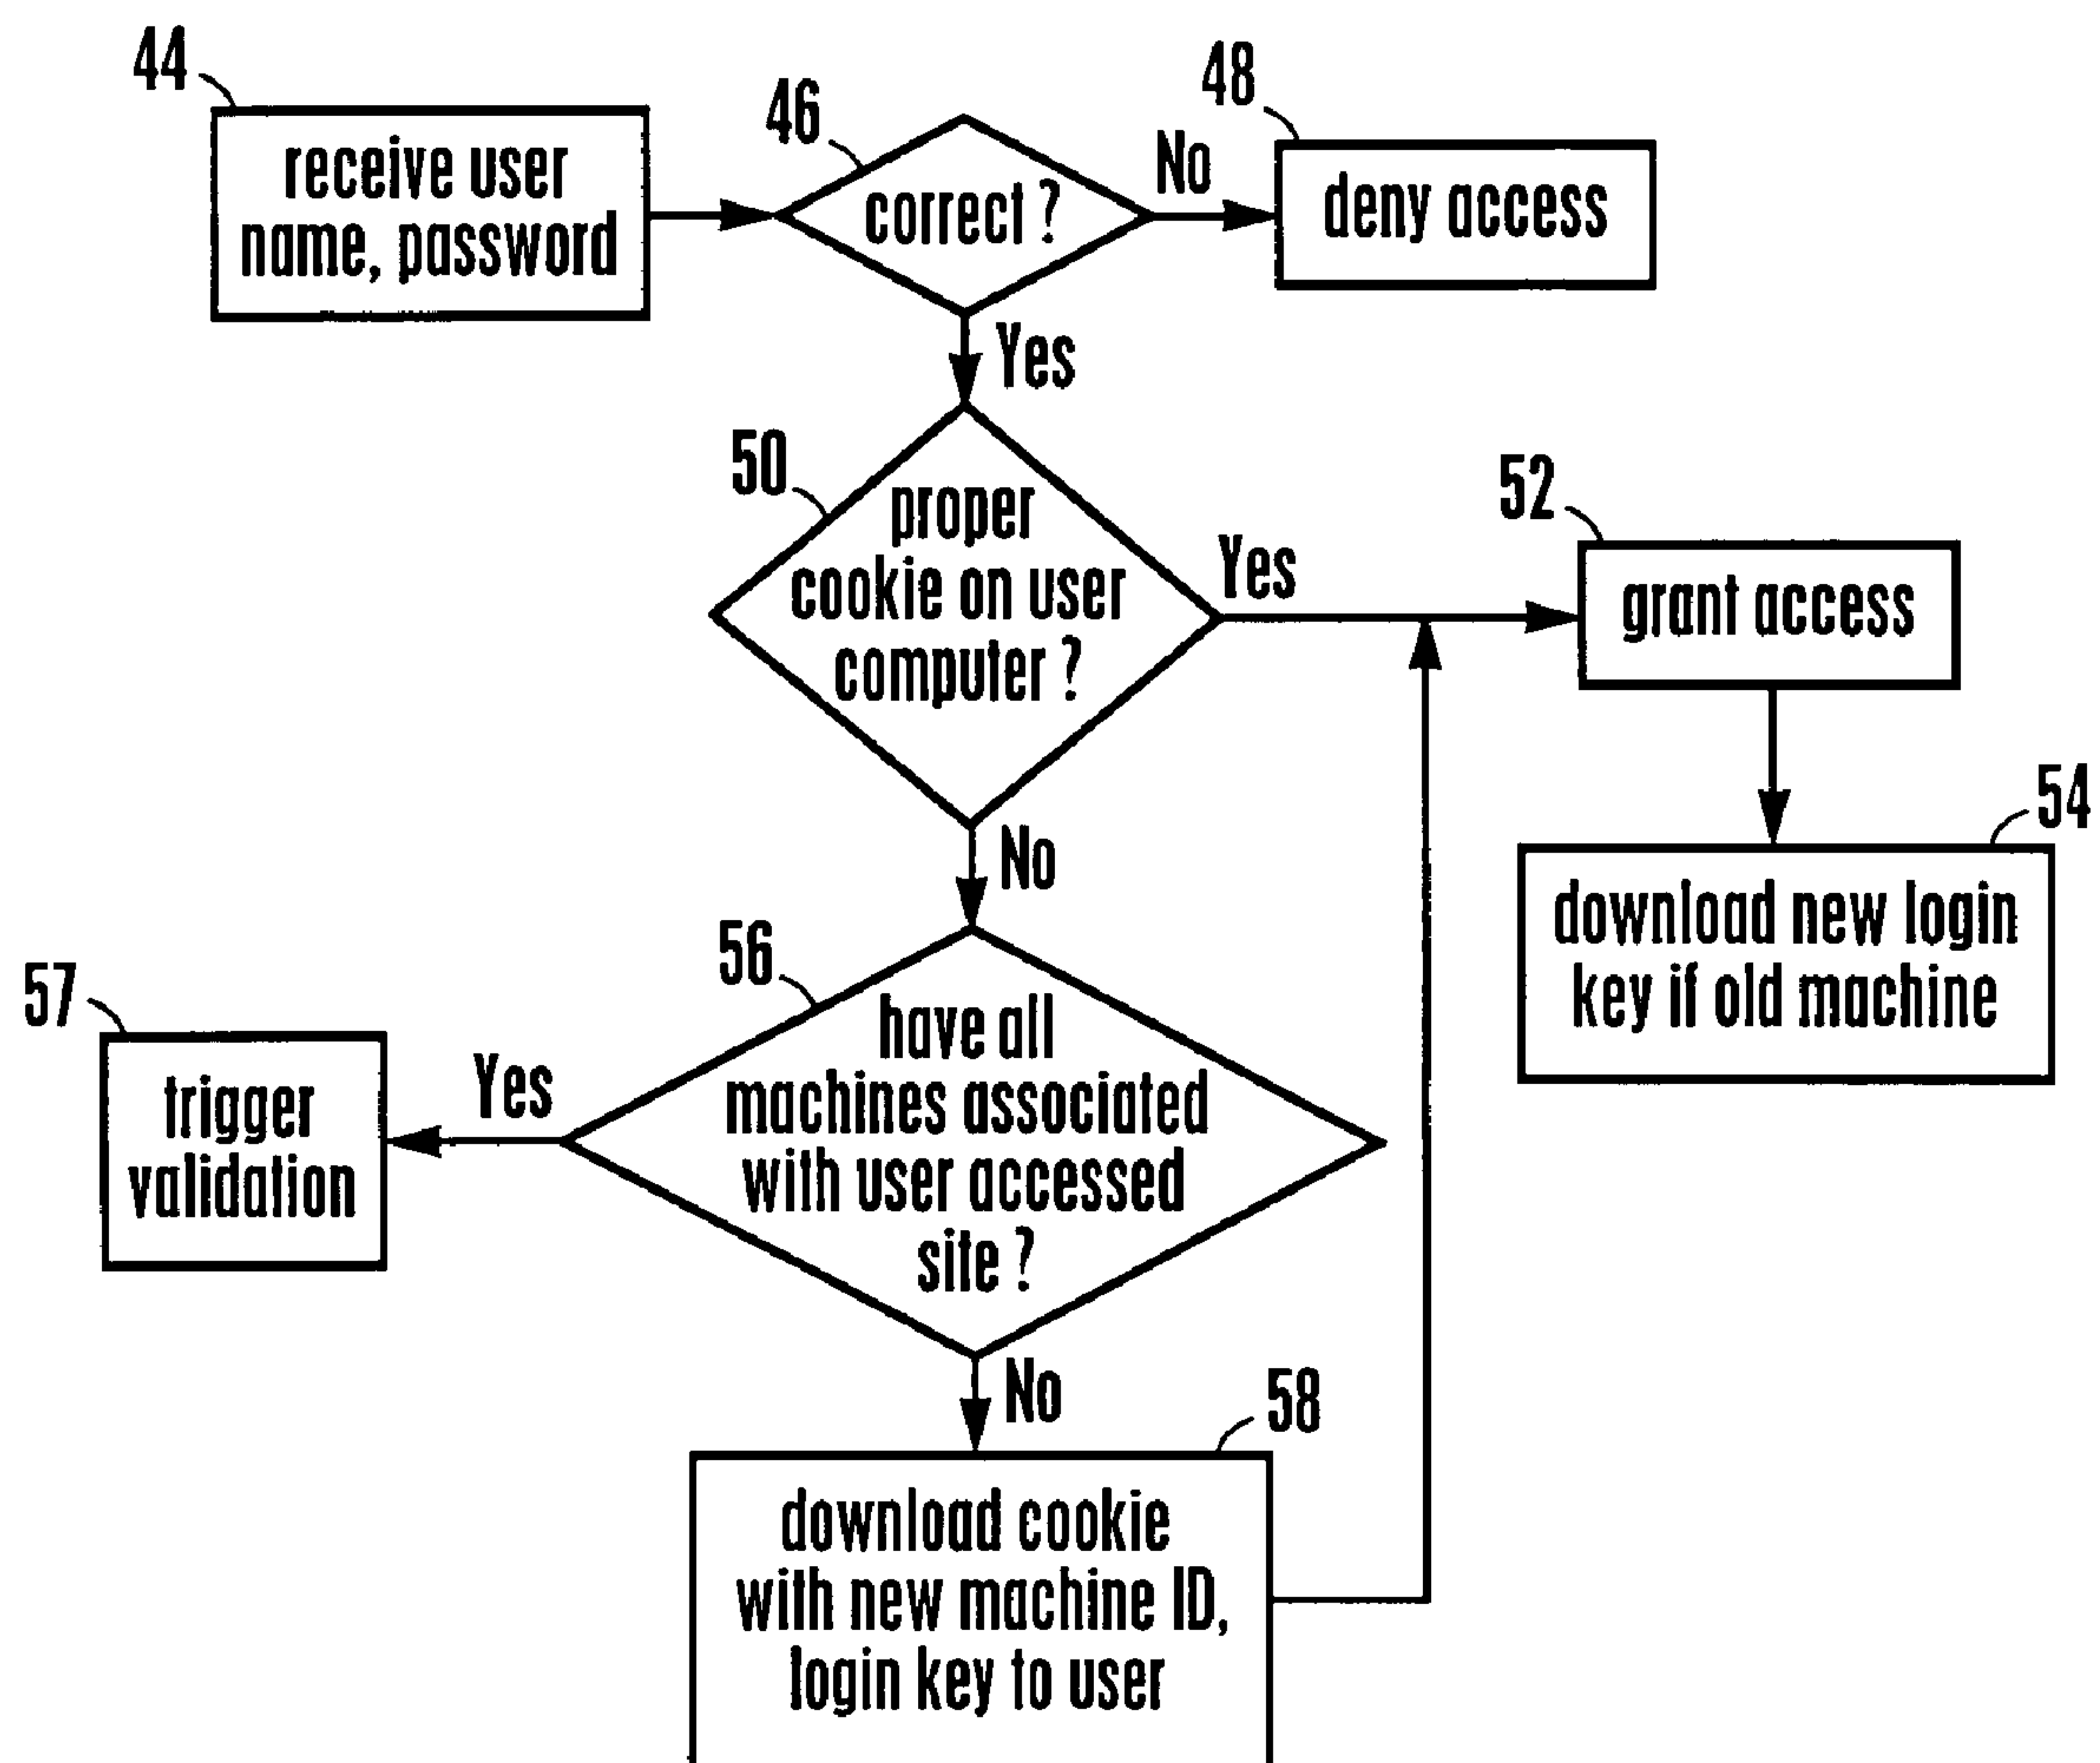 44
receive user
name, password
46
correct ?
No
48
deny access
Yes
50
proper
cookie on user
computer ?
Yes
52
grant access
54
download new login
key if old machine
No
56
have all
machines associated
with user accessed
site ?
Yes
57
trigger
validation
No
58
download cookie
with new machine ID,
login key to user